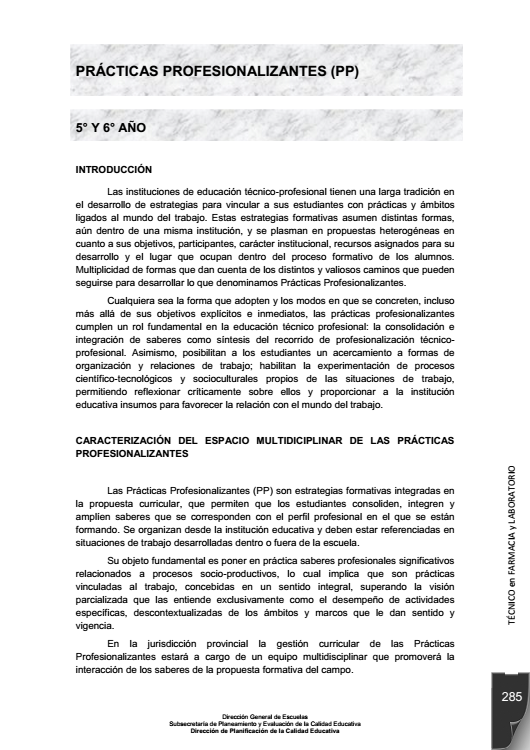 PRÁCTICAS PROFESIONALIZANTES (PP)
5° Y 6° AÑO
INTRODUCCIÓN
Las instituciones de educación técnico-profesional tienen una larga tradición en
el desarrollo de estrategias para vincular a sus estudiantes con prácticas y ámbitos
ligados al mundo del trabajo. Estas estrategias formativas asumen distintas formas,
aún dentro de una misma institución, y se plasman en propuestas heterogéneas en
cuanto a sus objetivos, participantes, carácter institucional, recursos asignados para su
desarrollo y el lugar que ocupan dentro del proceso formativo de los alumnos.
Multiplicidad de formas que dan cuenta de los distintos y valiosos caminos que pueden
seguirse para desarrollar lo que denominamos Prácticas Profesionalizantes.
Cualquiera sea la forma que adopten y los modos en que se concreten, incluso
más allá de sus objetivos explícitos e inmediatos, las prácticas profesionalizantes
cumplen un rol fundamental en la educación técnico profesional: la consolidación e
integración de saberes como síntesis del recorrido de profesionalización técnico-
profesional. Asimismo, posibilitan a los estudiantes un acercamiento a formas de
organización y relaciones de trabajo; habilitan la experimentación de procesos
científico-tecnológicos y socioculturales propios de las situaciones de trabajo,
permitiendo reflexionar críticamente sobre ellos y proporcionar a la institución
educativa insumos para favorecer la relación con el mundo del trabajo.
CARACTERIZACIÓN DEL ESPACIO MULTIDICIPLINAR DE LAS PRÁCTICAS
PROFESIONALIZANTES
Las Prácticas Profesionalizantes (PP) son estrategias formativas integradas en
la propuesta curricular, que permiten que los estudiantes consoliden, integren y
amplíen saberes que se corresponden con el perfil profesional en el que se están
formando. Se organizan desde la institución educativa y deben estar referenciadas en
situaciones de trabajo desarrolladas dentro o fuera de la escuela.
Su objeto fundamental es poner en práctica saberes profesionales significativos
relacionados a procesos socio-productivos, lo cual implica que son prácticas
vinculadas al trabajo, concebidas en un sentido integral, superando la visión
parcializada que las entiende exclusivamente como el desempeño de actividades
específicas, descontextualizadas de los ámbitos y marcos que le dan sentido y
vigencia.
En la jurisdicción provincial la gestión curricular de las Prácticas
Profesionalizantes estará a cargo de un equipo multidisciplinar que promoverá la
interacción de los saberes de la propuesta formativa del campo.
TÉCNICO en FARMACIA y LABORATORIO
285
Dirección General de Escuelas
Subsecretaría de Planeamiento y Evaluación de la Calidad Educativa
Dirección de Planificación de la Calidad Educativa